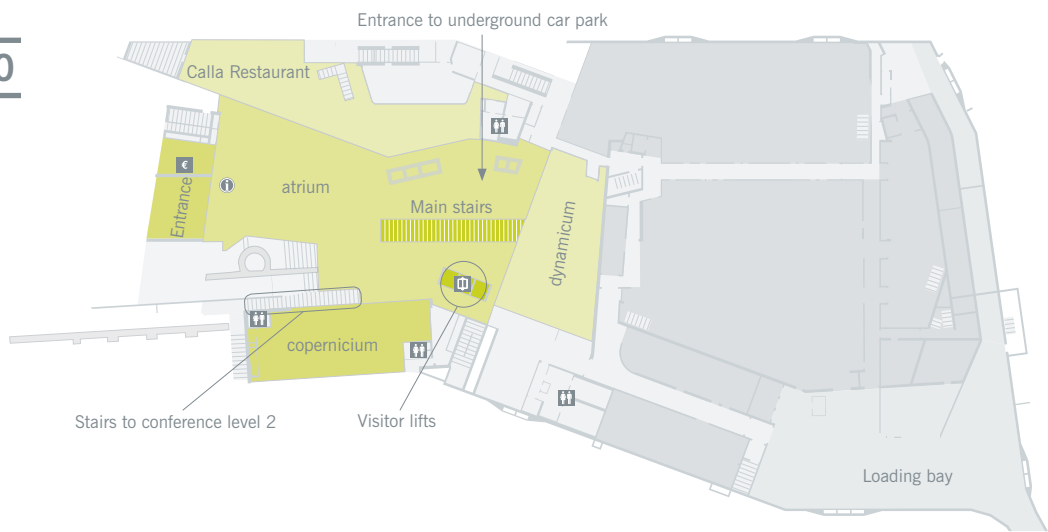 Entrance to underground car park
0
Calla Restaurant
€
i
Entrance
atrium
Main stairs
dynamicum
copernicium
Stairs to conference level 2
Visitor lifts
Loading bay